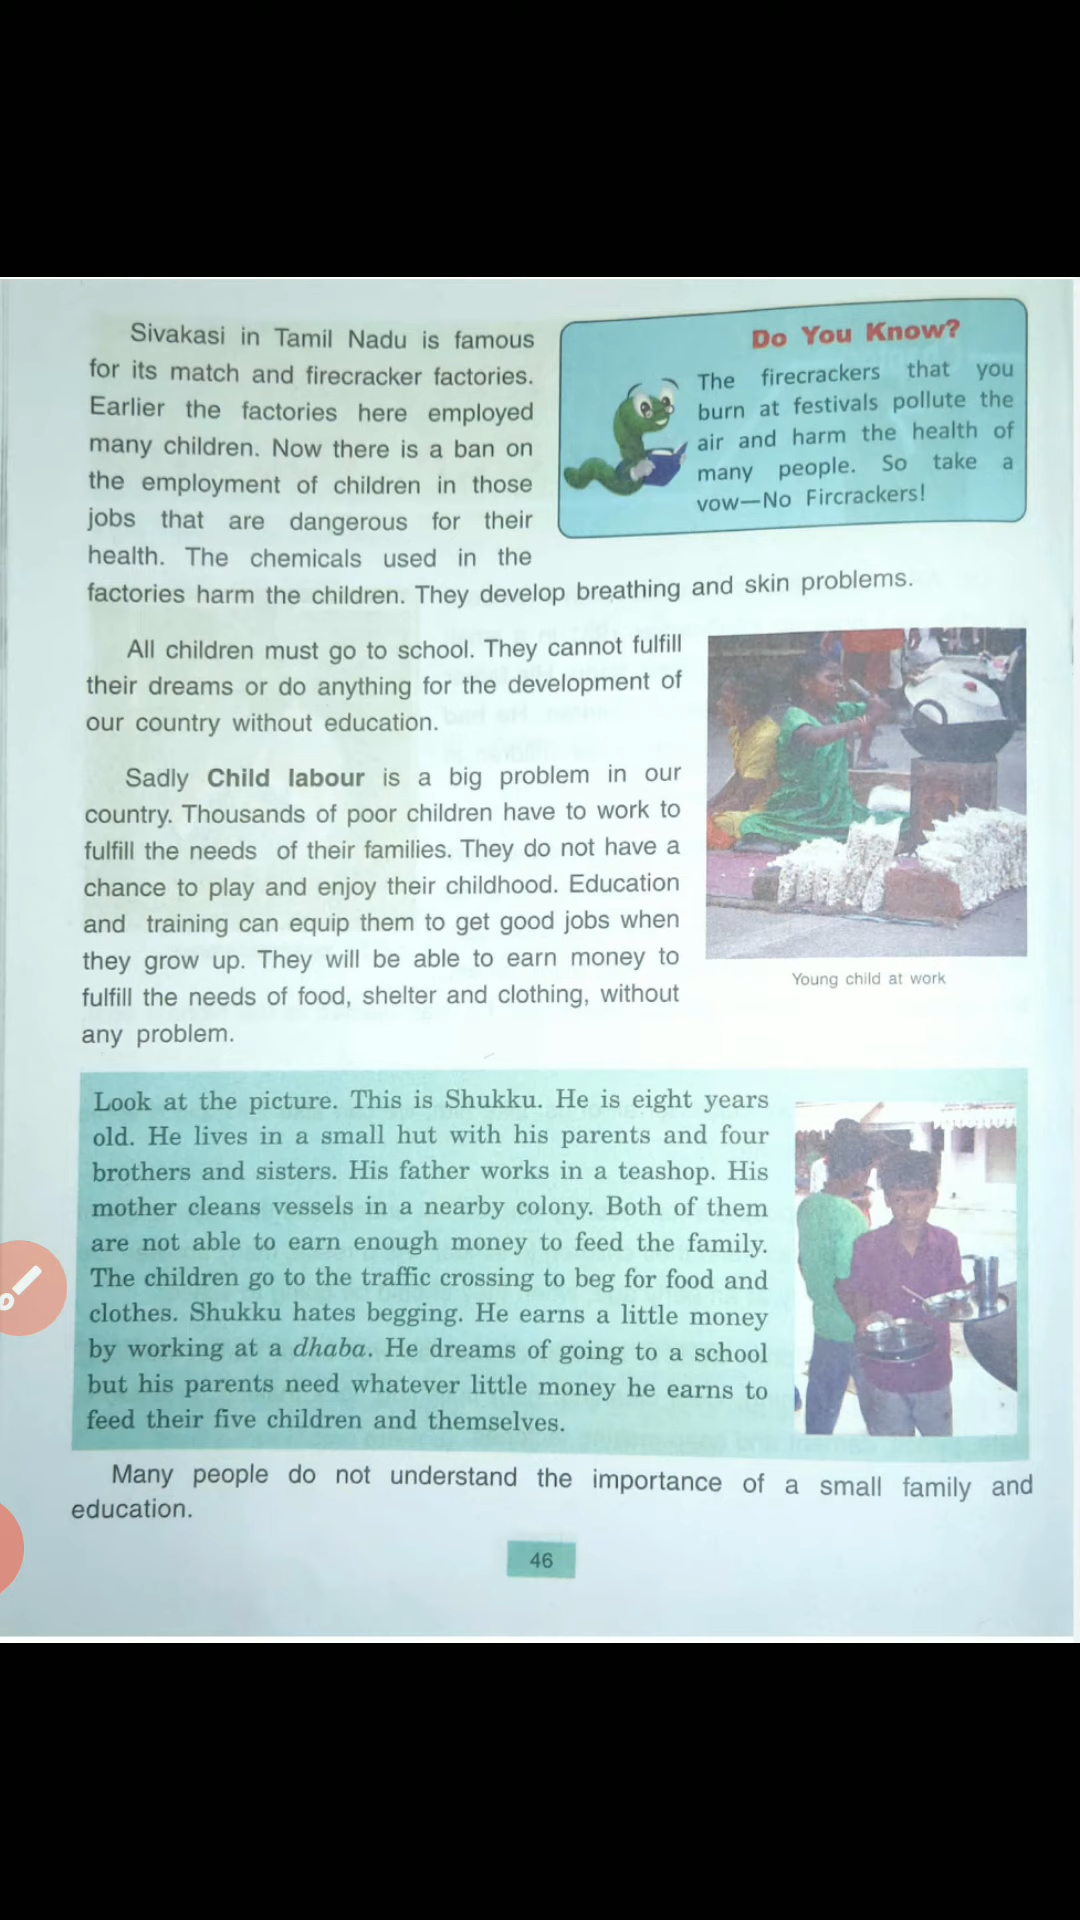 Sivakasi in Tamil Nadu is famous
for its match and firecracker factories.
Earlier the factories here employed
many children. Now there is a ban on
the employment of children in those
jobs that are dangerous for their
health. The chemicals used in the
factories harm the children. They develop breathing and skin problems.
Do You Know?
The firecrackers that you
burn at festivals pollute the
air and harm the health of
many people. So take a
vow—No Fircrackers!
All children must go to school. They cannot fulfill
their dreams or do anything for the development of
our country without education.
Sadly Child labour is a big problem in our
country. Thousands of poor children have to work to
fulfill the needs of their families. They do not have a
chance to play and enjoy their childhood. Education
and training can equip them to get good jobs when
they grow up. They will be able to earn money to
fulfill the needs of food, shelter and clothing, without
any problem.
Young child at work
Look at the picture. This is Shukku. He is eight years
old. He lives in a small hut with his parents and four
brothers and sisters. His father works in a teashop. His
mother cleans vessels in a nearby colony. Both of them
are not able to earn enough money to feed the family.
The children go to the traffic crossing to beg for food and
clothes. Shukku hates begging. He earns a little money
by working at a dhaba. He dreams of going to a school
but his parents need whatever little money he earns to
feed their five children and themselves.
Many people do not understand the importance of a small family and
education.
46